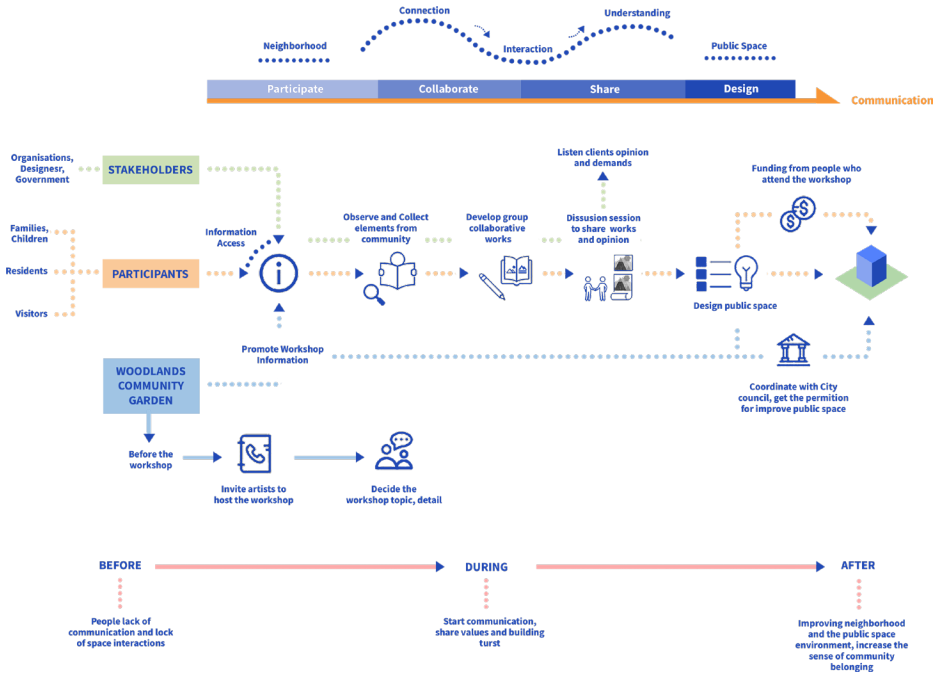 Connection
Understanding
Neighborhood
Interaction
Public Space
Participate
Collaborate
Share
Design
Communication
Organisations,
Designesr,
Government
STAKEHOLDERS
Listen clients opinion
and demands
Funding from people who
attend the workshop
Families,
Children
Information
Access
Observe and Collect
elements from
community
Develop group
collaborative
works
Dissusion session
to share works
and opinion
Residents
PARTICIPANTS
Visitors
Design public space
Promote Workshop
Information
WOODLANDS
COMMUNITY
GARDEN
Coordinate with City
council, get the permition
for improve public space
Before the
workshop
Invite artists to
host the workshop
Decide the
workshop topic, detail
BEFORE
DURING
AFTER
People lack of
communication and lock
of space interactions
Start communication,
share values and building
turst
Improving neighborhood
and the public space
environment, increase the
sense of community
belonging